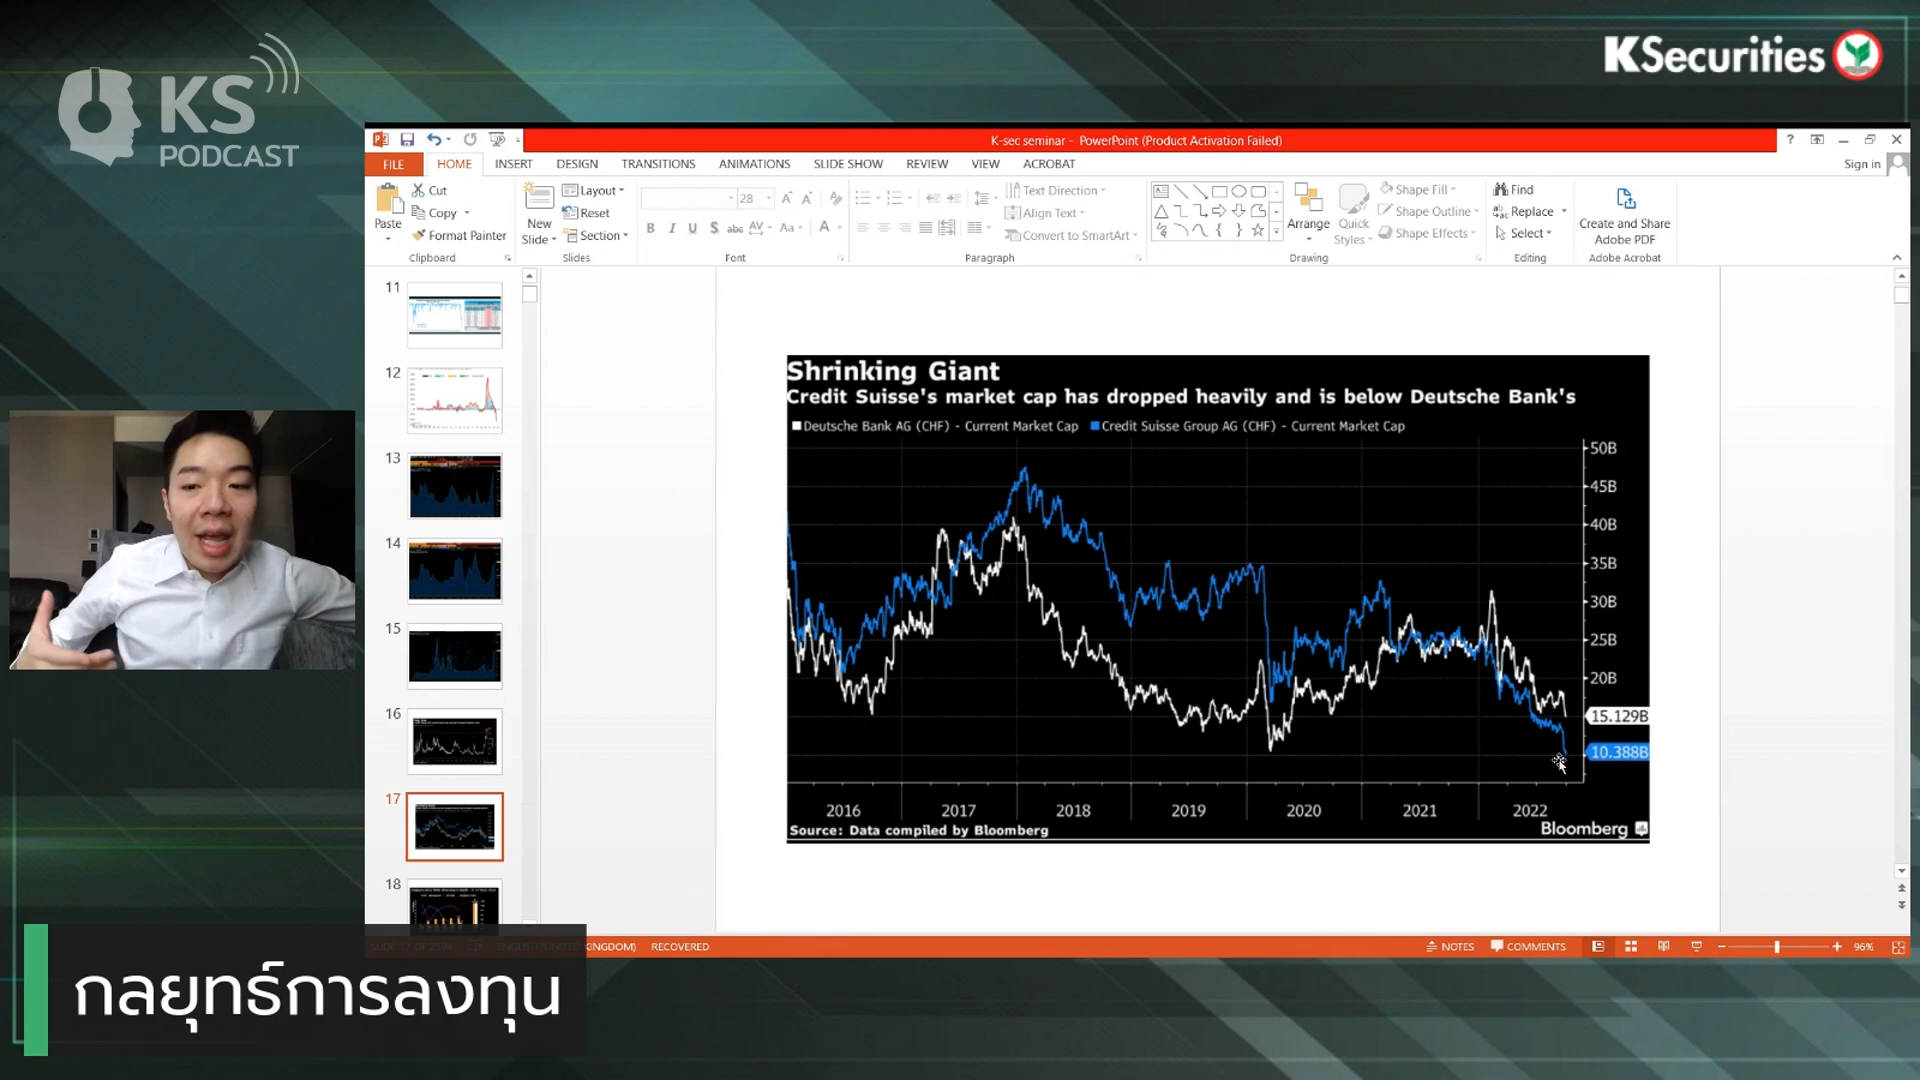 KS
PODCAST
KSecurities
K-sec seminar - PowerPoint (Product Activation Failed)
FILE HOME INSERT DESIGN TRANSITIONS ANIMATIONS SLIDE SHOW REVIEW VIEW ACROBAT
Sign in
Paste
Cut
Copy
Format Painter
Clipboard
New
Slide
Layout
Reset
Section
Slides
28
Font
Text Direction
Align Text
Convert to SmartArt
Paragraph
Arrange
Quick
Styles
Shape Fill
Shape Outline
Shape Effects
Drawing
Find
Replace
Select
Editing
Create and Share
Adobe PDF
Adobe Acrobat
11
12
13
14
15
16
17
18
Shrinking Giant
Credit Suisse's market cap has dropped heavily and is below Deutsche Bank's
Deutsche Bank AG (CHF) - Current Market Cap Credit Suisse Group AG (CHF) - Current Market Cap
50B
45B
40B
35B
30B
25B
20B
15.129B
10.388B
2016 2017 2018 2019 2020 2021 2022
Source: Data compiled by Bloomberg
Bloomberg
KINGDOM) RECOVERED
NOTES COMMENTS 96%
กลยุทธ์การลงทุน